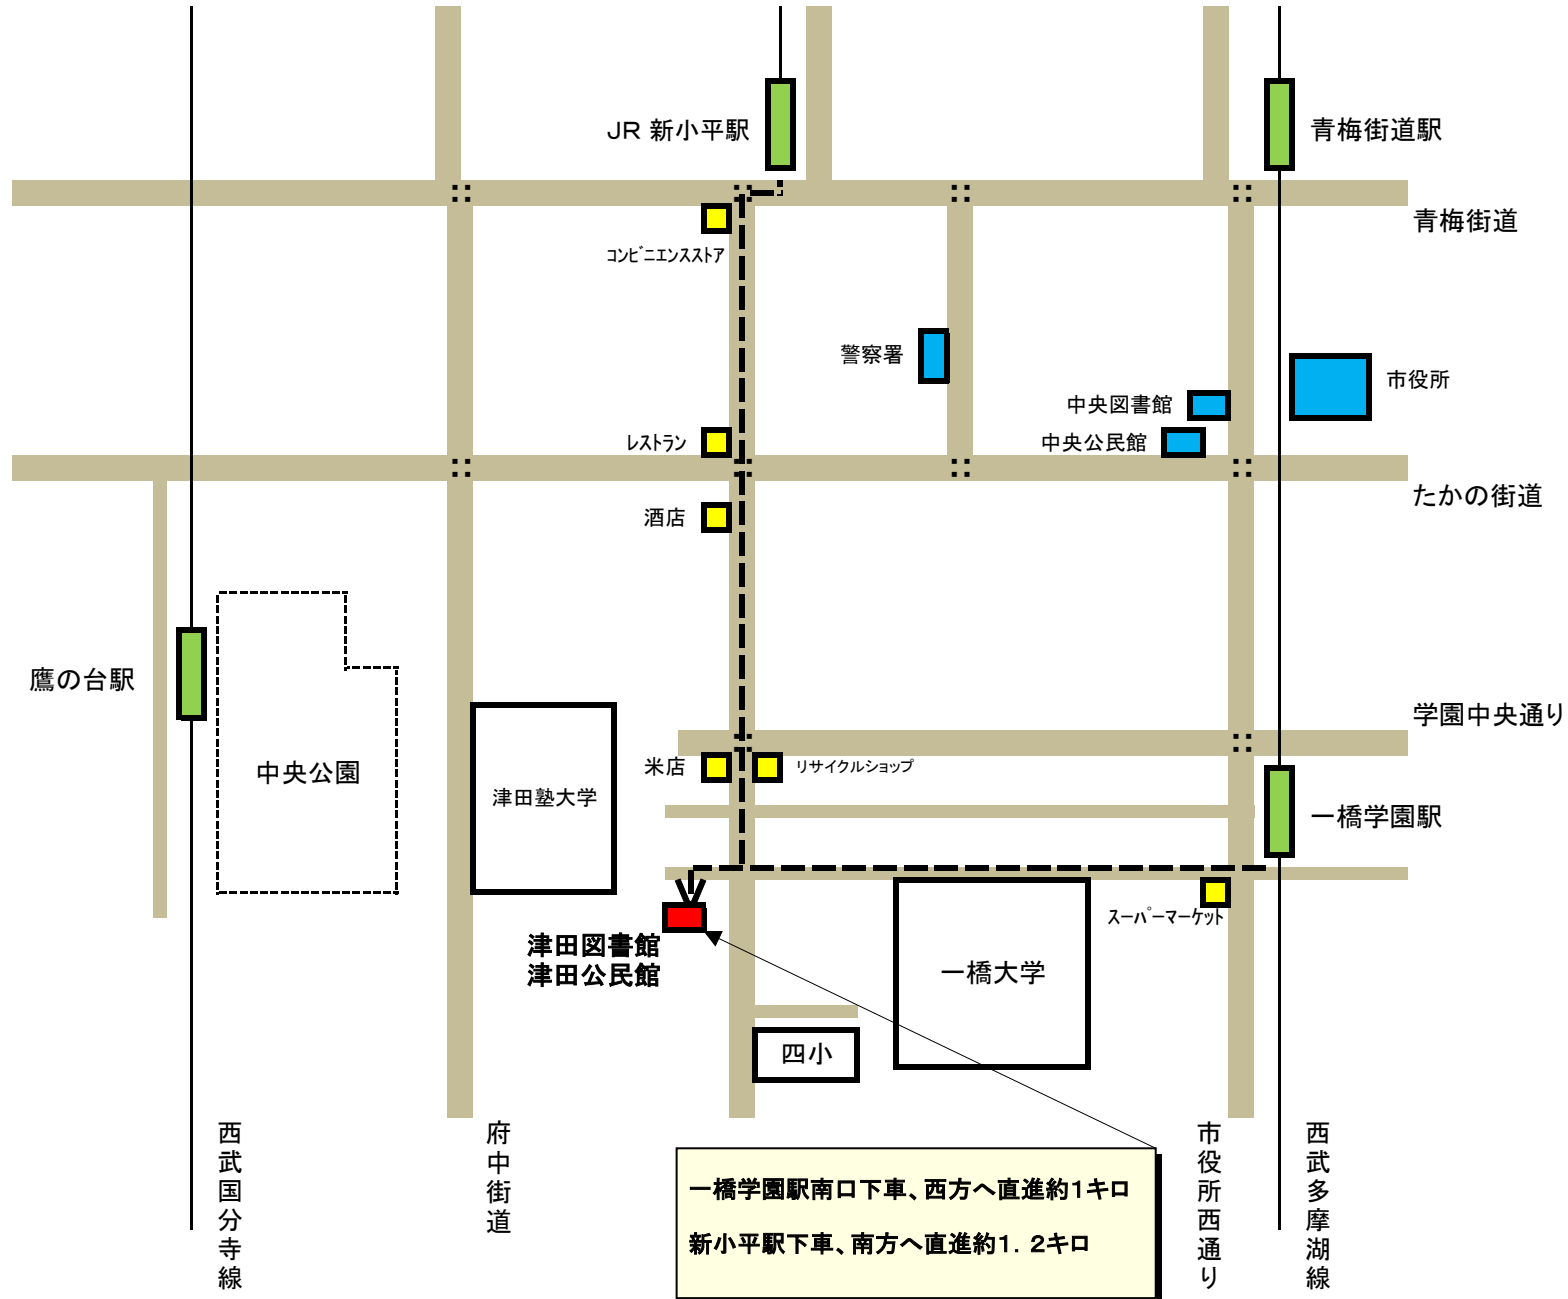 JR 新小平駅
青梅街道駅
青梅街道
コンビニエンスストア
警察署
市役所
中央図書館
中央公民館
レストラン
たかの街道
酒店
鷹の台駅
学園中央通り
中央公園
津田塾大学
米店
リサイクルショップ
一橋学園駅
スーパーマーケット
津田図書館
津田公民館
一橋大学
四小
西武国分寺線
府中街道
市役所西通り
西武多摩湖線
一橋学園駅南口下車、西方へ直進約1キロ
新小平駅下車、南方へ直進約1．2キロ